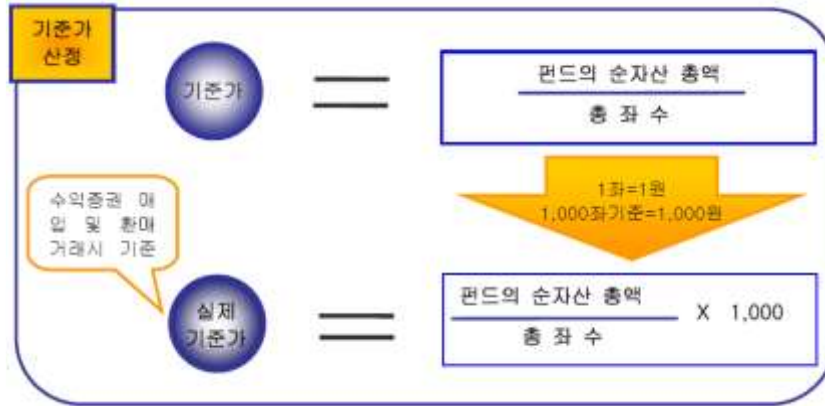 기준가
산정
기준가
펀드의 순자산 총액
총 좌 수
1좌=1원
1,000좌기준=1,000원
수익증권 매
입 및 환매
거래시 기준
실제
기준가
펀드의 순자산 총액
총 좌 수
X 1,000